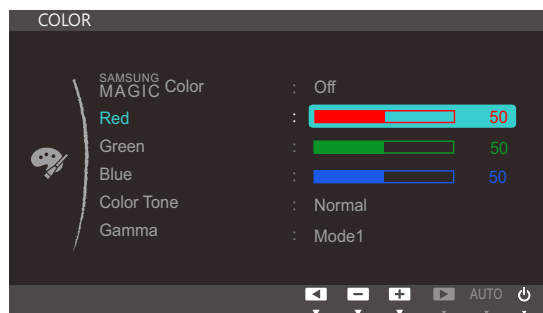 COLOR
SAMSUNG MAGIC Color : Off
Red : 50
Green : 50
Blue : 50
Color Tone : Normal
Gamma : Mode1
AUTO